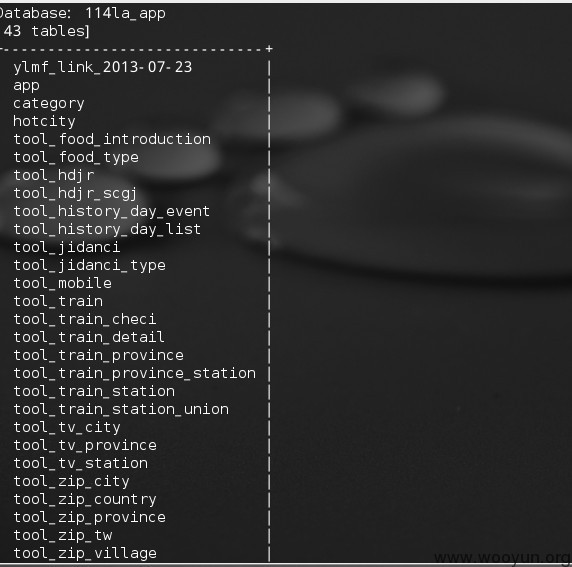 Database: 114la_app
43 tables]
+---------------------------+
ylmf_link_2013-07-23 |
app |
category |
hotcity |
tool_food_introduction |
tool_food_type |
tool_hdjr |
tool_hdjr_scgj |
tool_history_day_event |
tool_history_day_list |
tool_jidanci |
tool_jidanci_type |
tool_mobile |
tool_train |
tool_train_checi |
tool_train_detail |
tool_train_province |
tool_train_province_station |
tool_train_station |
tool_train_station_union |
tool_tv_city |
tool_tv_province |
tool_tv_station |
tool_zip_city |
tool_zip_country |
tool_zip_province |
tool_zip_tw |
tool_zip_village |
www.wooyun.org